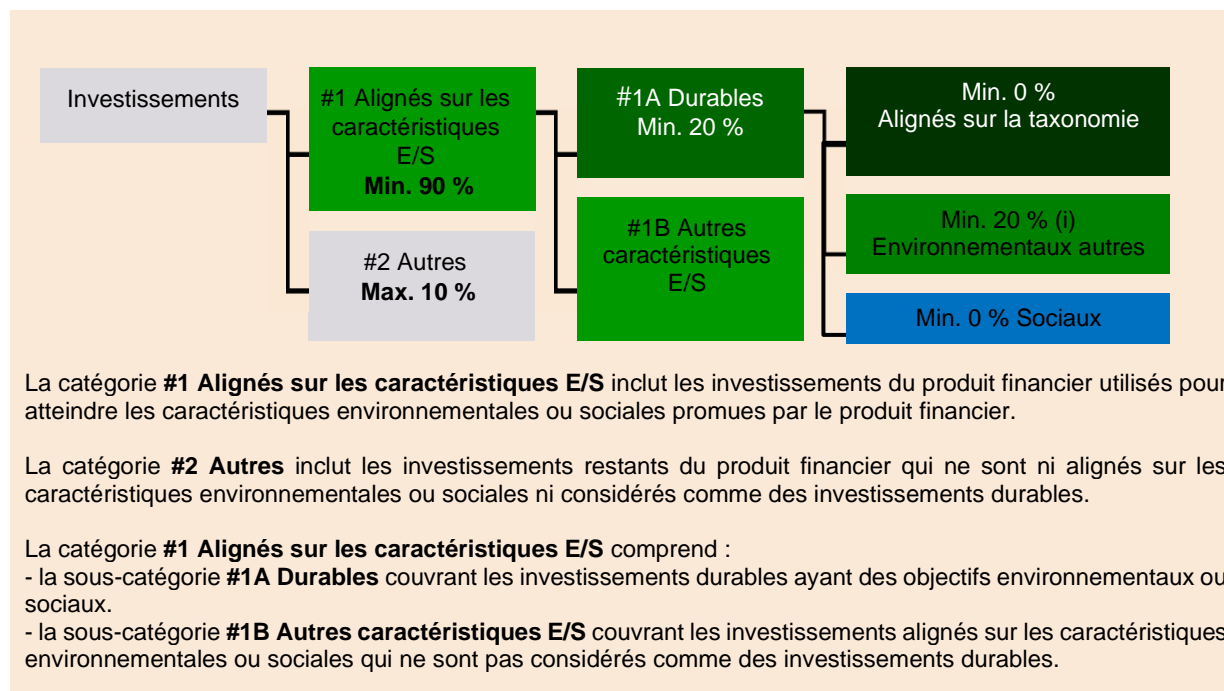 Investissements
#1 Alignés sur les
caractéristiques
E/S
Min. 90 %
#2 Autres
Max. 10 %
#1A Durables
Min. 20 %
#1B Autres
caractéristiques
E/S
Min. 0 %
Alignés sur la taxonomie
Min. 20 % (i)
Environnementaux autres
Min. 0 % Sociaux
La catégorie #1 Alignés sur les caractéristiques E/S inclut les investissements du produit financier utilisés pour
atteindre les caractéristiques environnementales ou sociales promues par le produit financier.
La catégorie #2 Autres inclut les investissements restants du produit financier qui ne sont ni alignés sur les
caractéristiques environnementales ou sociales ni considérés comme des investissements durables.
La catégorie #1 Alignés sur les caractéristiques E/S comprend :
- la sous-catégorie #1A Durables couvrant les investissements durables ayant des objectifs environnementaux ou
sociaux.
- la sous-catégorie #1B Autres caractéristiques E/S couvrant les investissements alignés sur les caractéristiques
environnementales ou sociales qui ne sont pas considérés comme des investissements durables.